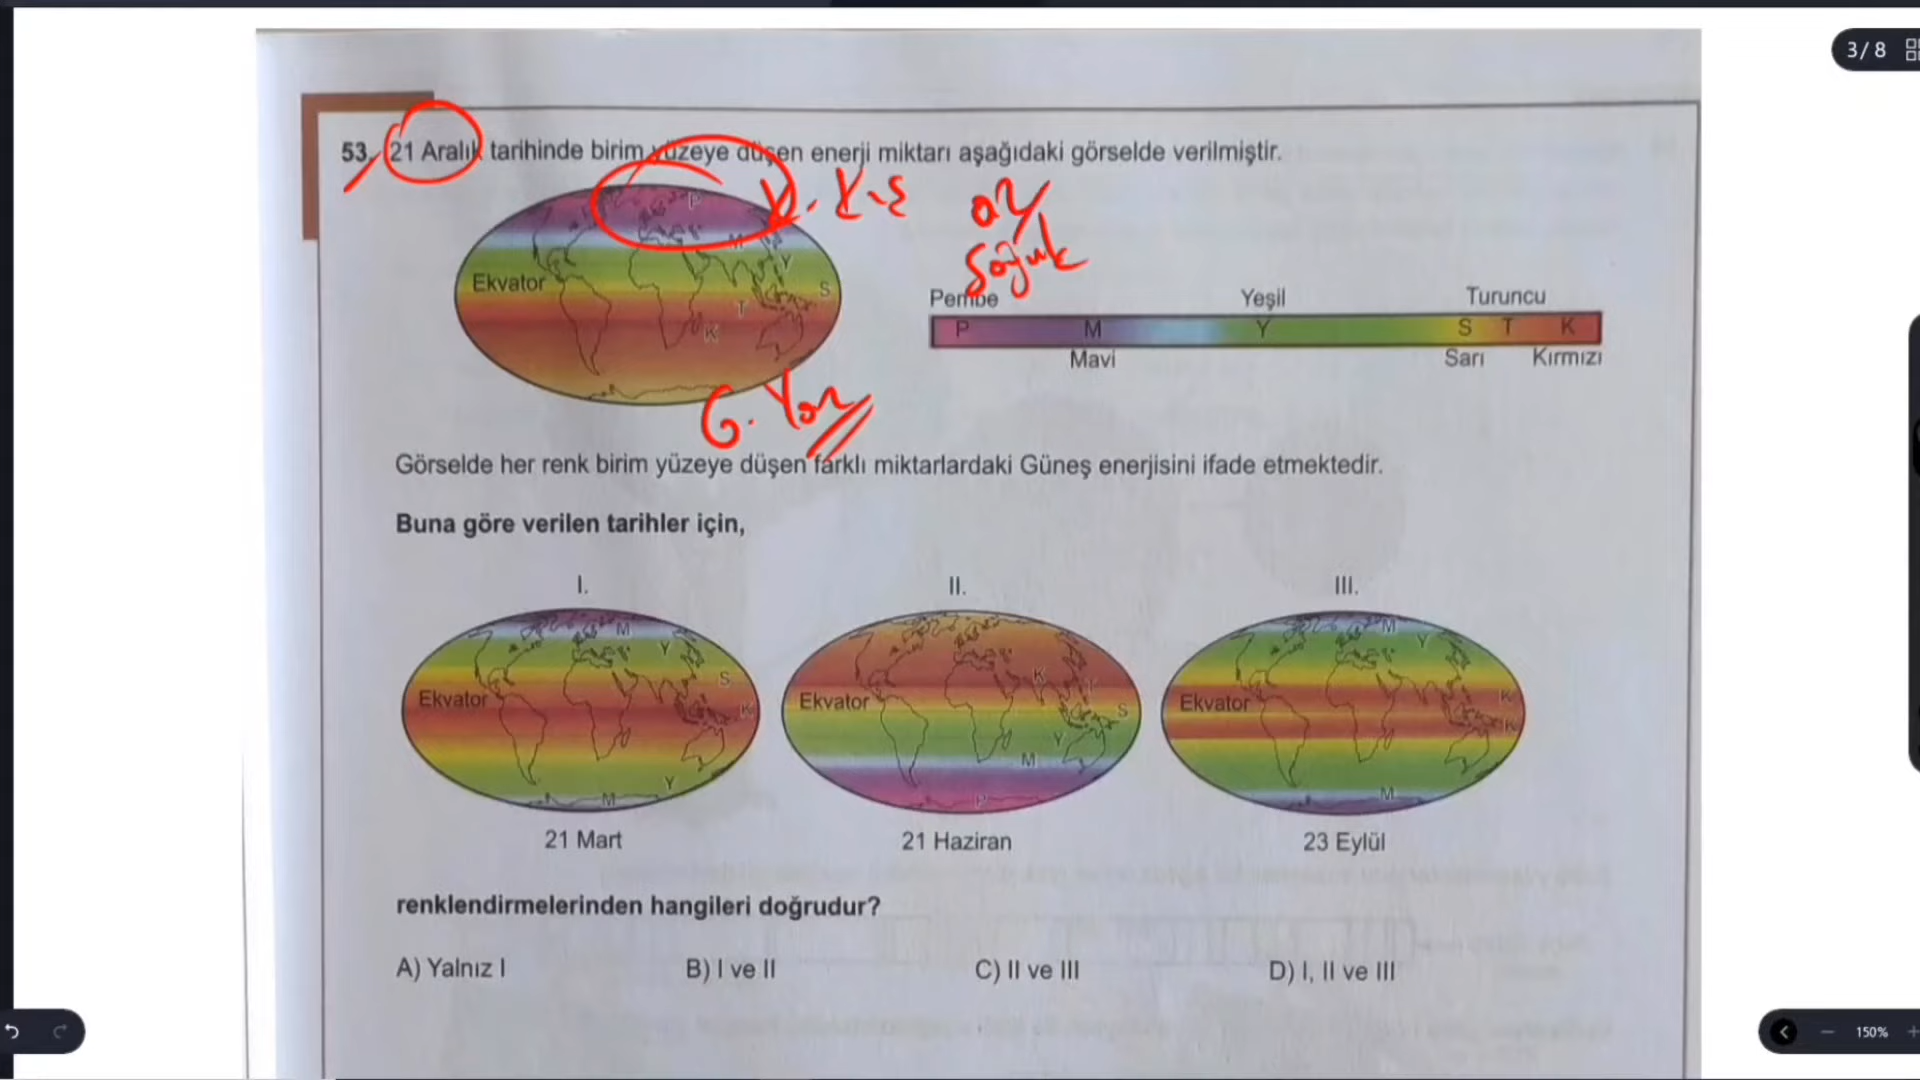 3 / 8
53. 21 Aralık tarihinde birim yüzeye düşen enerji miktarı aşağıdaki görselde verilmiştir.
P
K. Kış
az
soğuk
M
Y
Ekvator
S
T
K
Pembe Yeşil Turuncu
P M Y S T K
Mavi Sarı Kırmızı
G. Yaz
Görselde her renk birim yüzeye düşen farklı miktarlardaki Güneş enerjisini ifade etmektedir.
Buna göre verilen tarihler için,
I. II. III.
M
Y
S
Ekvator
K
Y
M
K
T
Ekvator
S
Y
M
P
M
Y
K
Ekvator
K
M
21 Mart 21 Haziran 23 Eylül
renklendirmelerinden hangileri doğrudur?
A) Yalnız I B) I ve II C) II ve III D) I, II ve III
150%